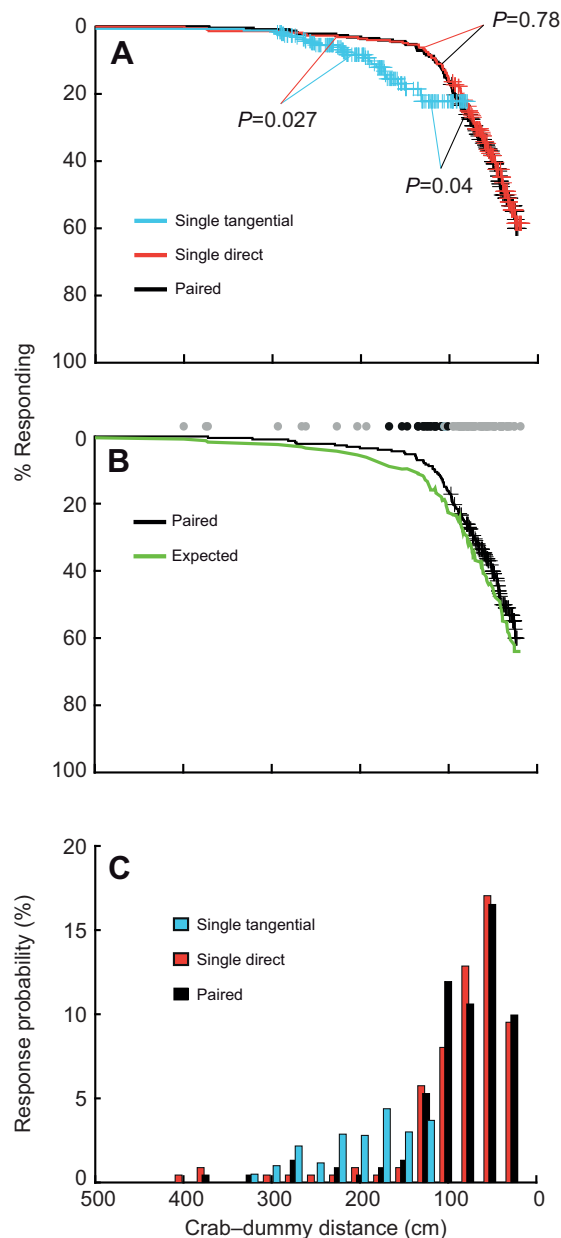 A
0
20
40
60
80
100
P=0.78
P=0.027
P=0.04
Single tangential
Single direct
Paired
% Responding
B
0
20
40
60
80
100
Paired
Expected
C
20
15
10
5
0
Response probability (%)
Single tangential
Single direct
Paired
500 400 300 200 100 0
Crab–dummy distance (cm)